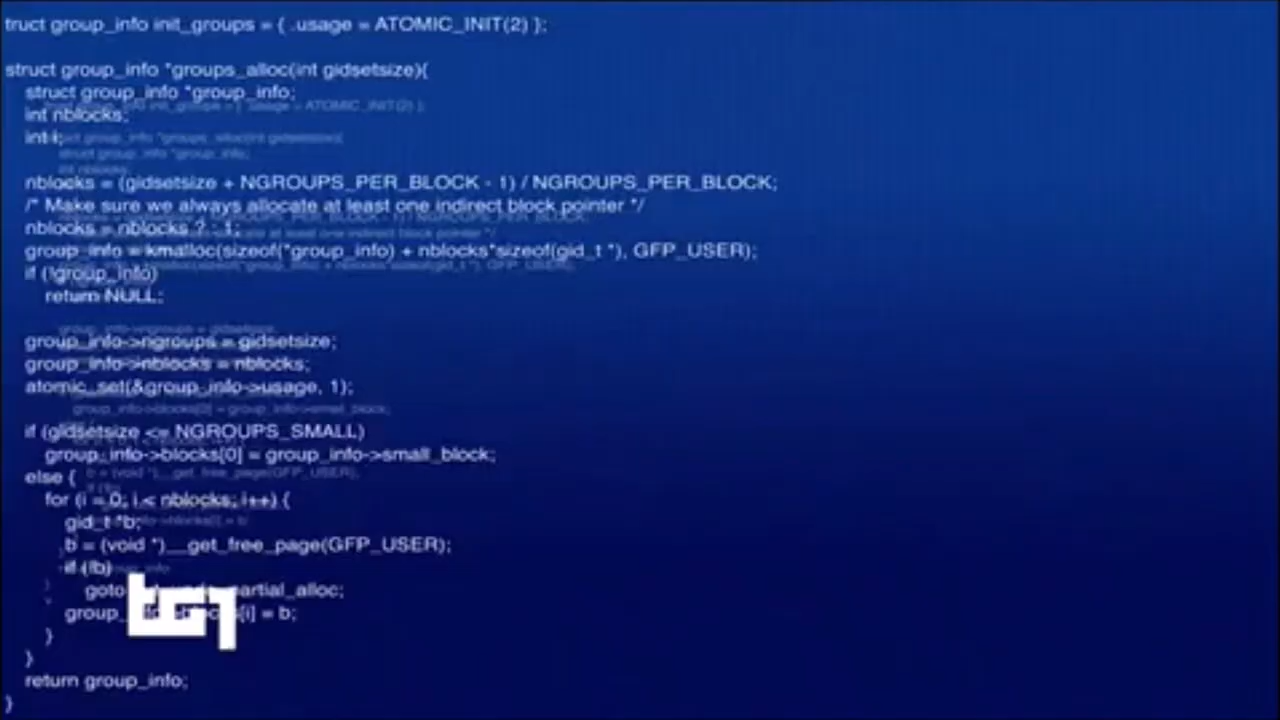 truct group_info init_groups = { .usage = ATOMIC_INIT(2) };
struct group_info *groups_alloc(int gidsetsize){
struct group_info *group_info;
int nblocks;
int i;
nblocks = (gidsetsize + NGROUPS_PER_BLOCK - 1) / NGROUPS_PER_BLOCK;
/* Make sure we always allocate at least one indirect block pointer */
nblocks = nblocks ? : 1;
group_info = kmalloc(sizeof(*group_info) + nblocks*sizeof(gid_t *), GFP_USER);
if (!group_info)
return NULL;
group_info->ngroups = gidsetsize;
group_info->nblocks = nblocks;
atomic_set(&group_info->usage, 1);
if (gidsetsize <= NGROUPS_SMALL)
group_info->blocks[0] = group_info->small_block;
else {
for (i = 0; i < nblocks; i++) {
gid_t *b;
b = (void *)__get_free_page(GFP_USER);
if (!b)
goto partial_alloc;
group_info->blocks[i] = b;
}
}
return group_info;
}
tg1